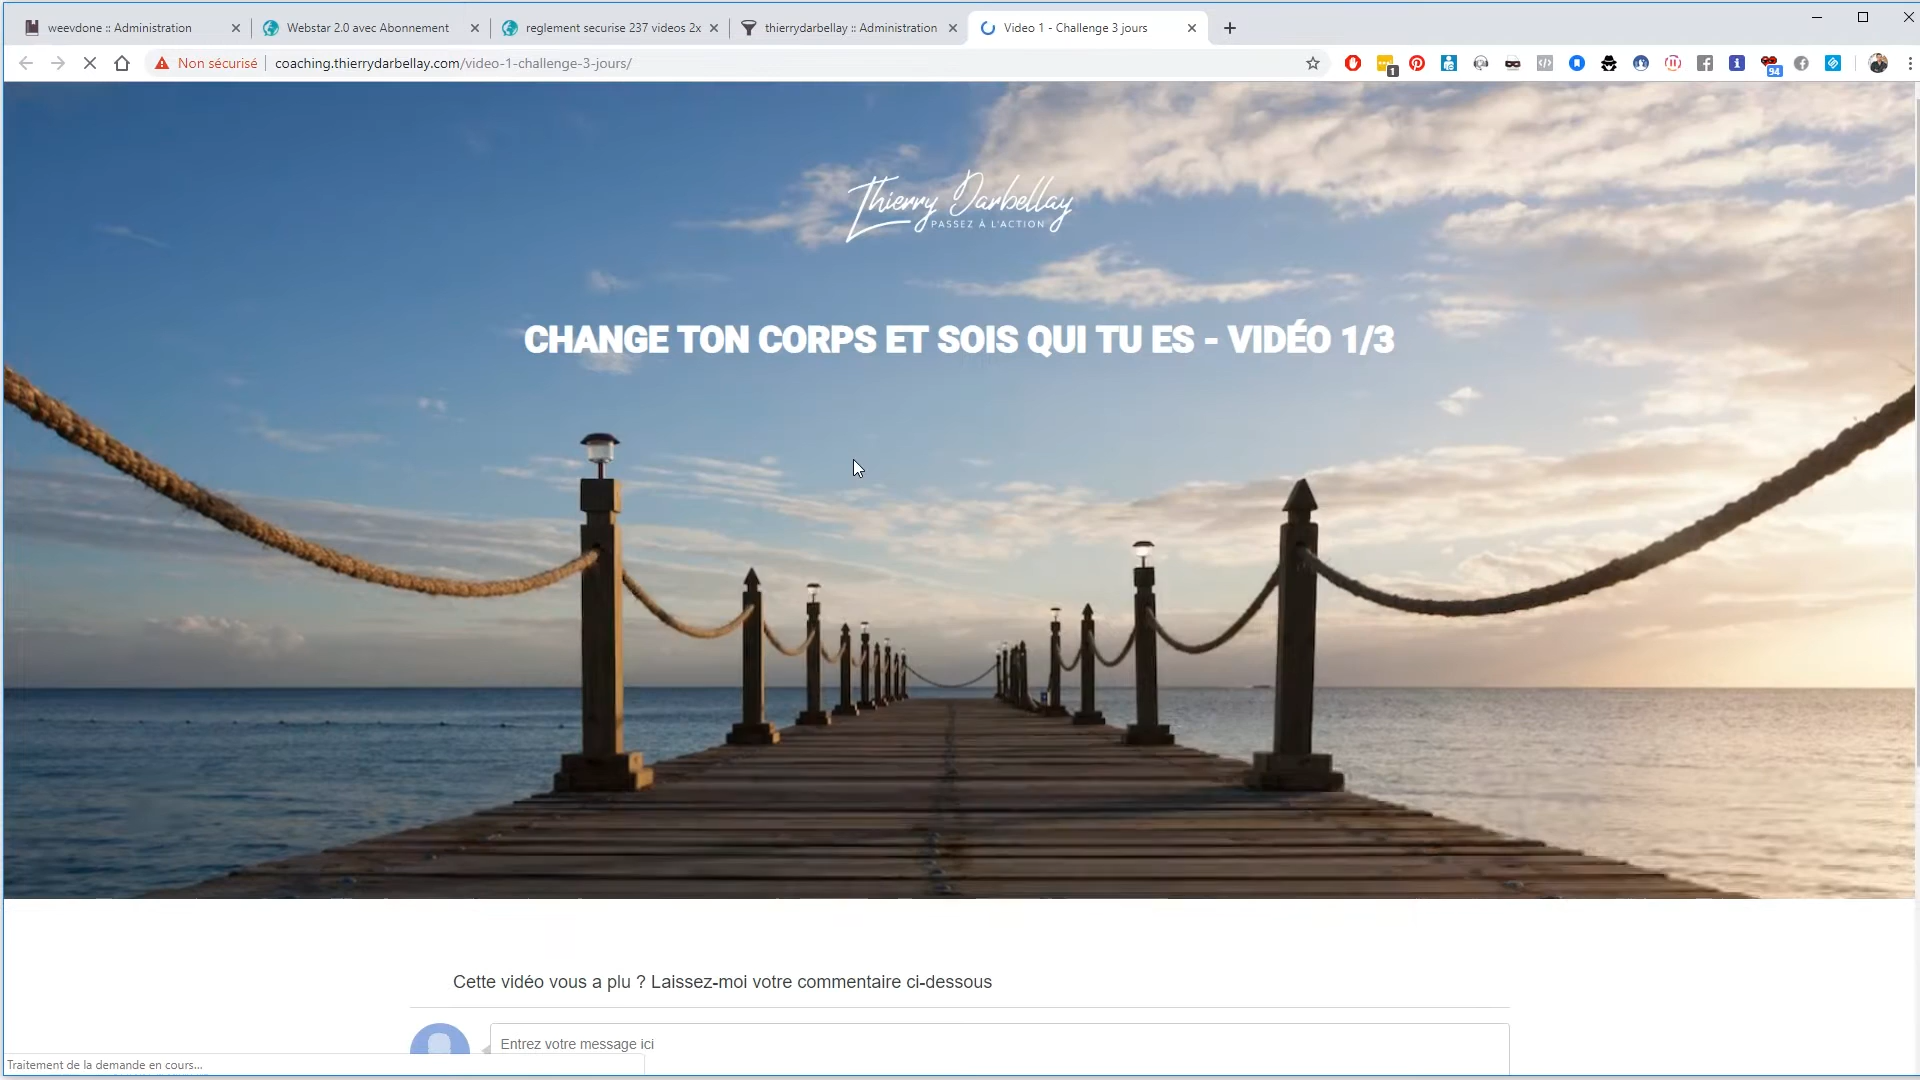 weevdone :: Administration
Webstar 2.0 avec Abonnement
reglement securise 237 videos 2x
thierrydarbellay :: Administration
Video 1 - Challenge 3 jours
Non sécurisé
coaching.thierrydarbellay.com/video-1-challenge-3-jours/
1
94
Thierry Darbellay
PASSEZ À L'ACTION
CHANGE TON CORPS ET SOIS QUI TU ES - VIDÉO 1/3
Cette vidéo vous a plu ? Laissez-moi votre commentaire ci-dessous
Entrez votre message ici
Traitement de la demande en cours...